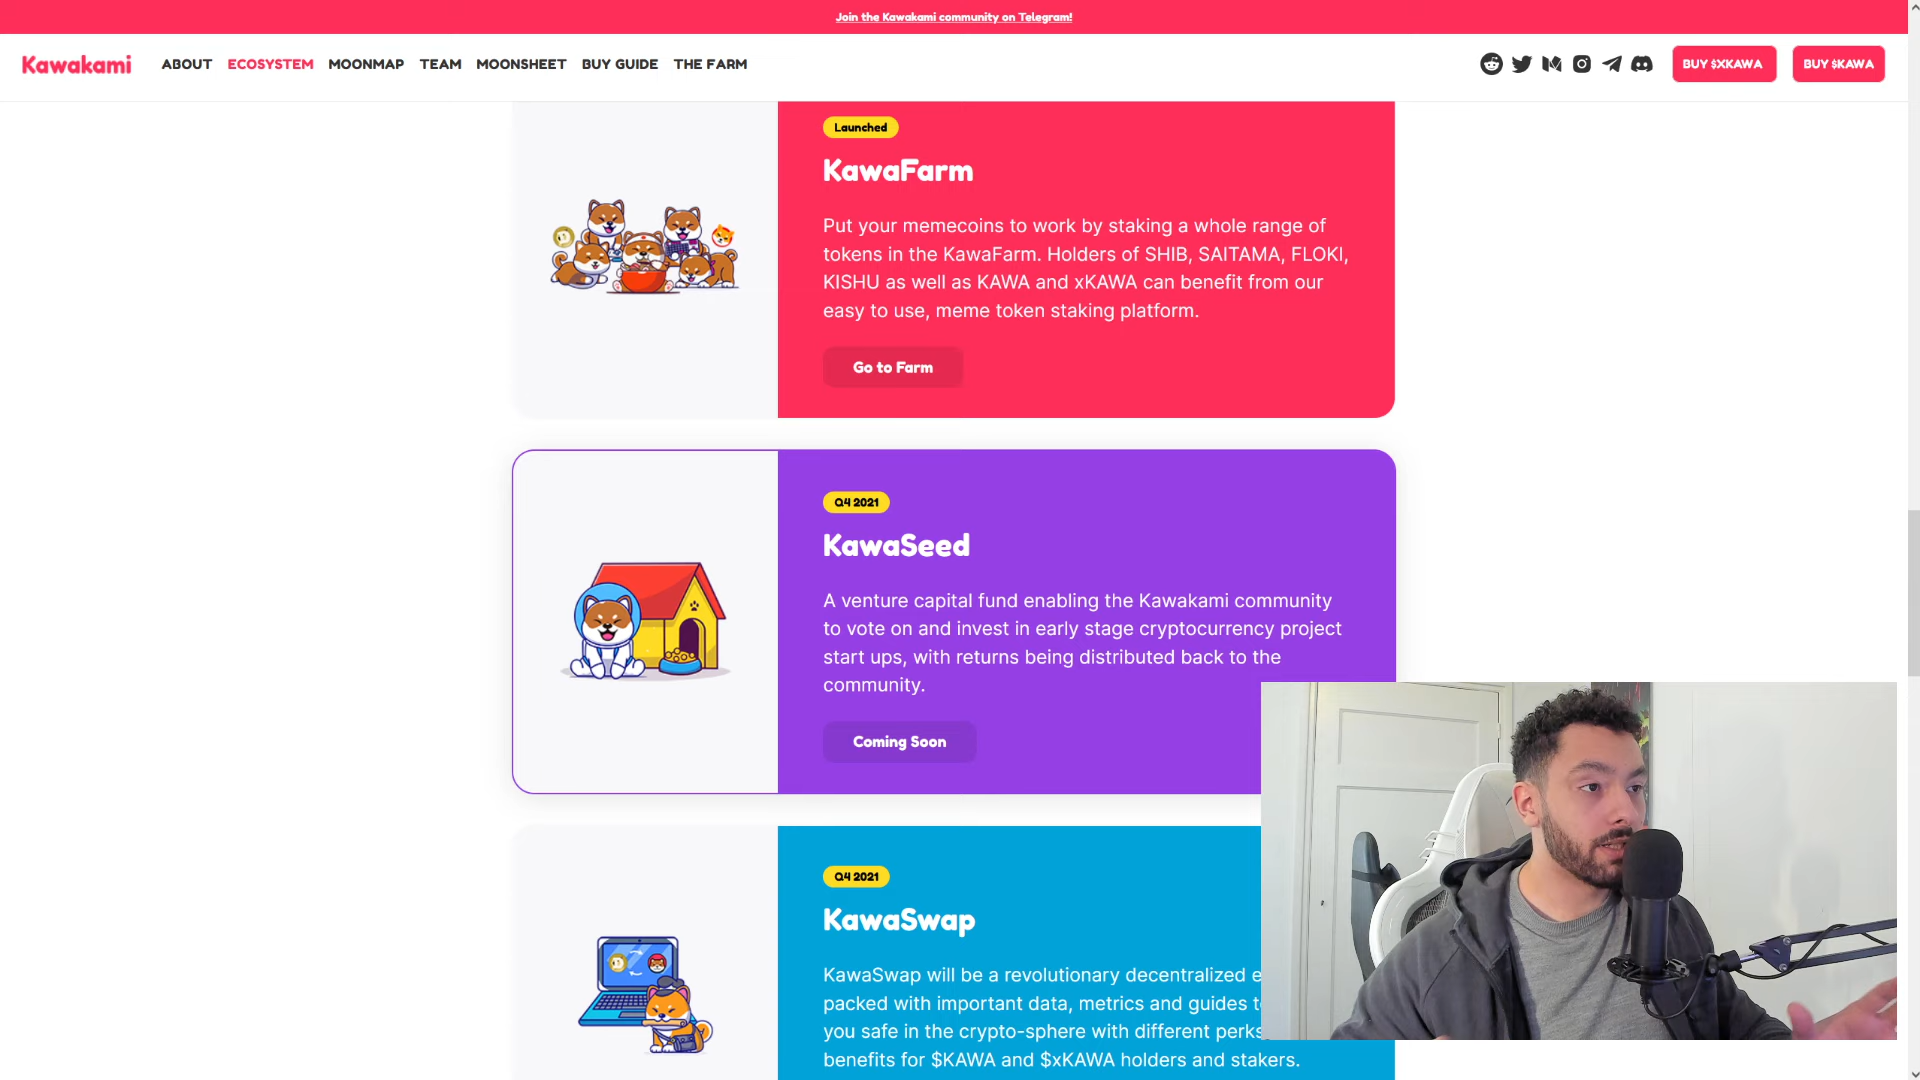 Join the Kawakami community on Telegram!
Kawakami ABOUT ECOSYSTEM MOONMAP TEAM MOONSHEET BUY GUIDE THE FARM BUY $XKAWA BUY $KAWA
Launched
KawaFarm
Put your memecoins to work by staking a whole range of
tokens in the KawaFarm. Holders of SHIB, SAITAMA, FLOKI,
KISHU as well as KAWA and xKAWA can benefit from our
easy to use, meme token staking platform.
Go to Farm
Q4 2021
KawaSeed
A venture capital fund enabling the Kawakami community
to vote on and invest in early stage cryptocurrency project
start ups, with returns being distributed back to the
community.
Coming Soon
Q4 2021
KawaSwap
KawaSwap will be a revolutionary decentralized
packed with important data, metrics and guides
you safe in the crypto-sphere with different perks
benefits for $KAWA and $xKAWA holders and stakers.